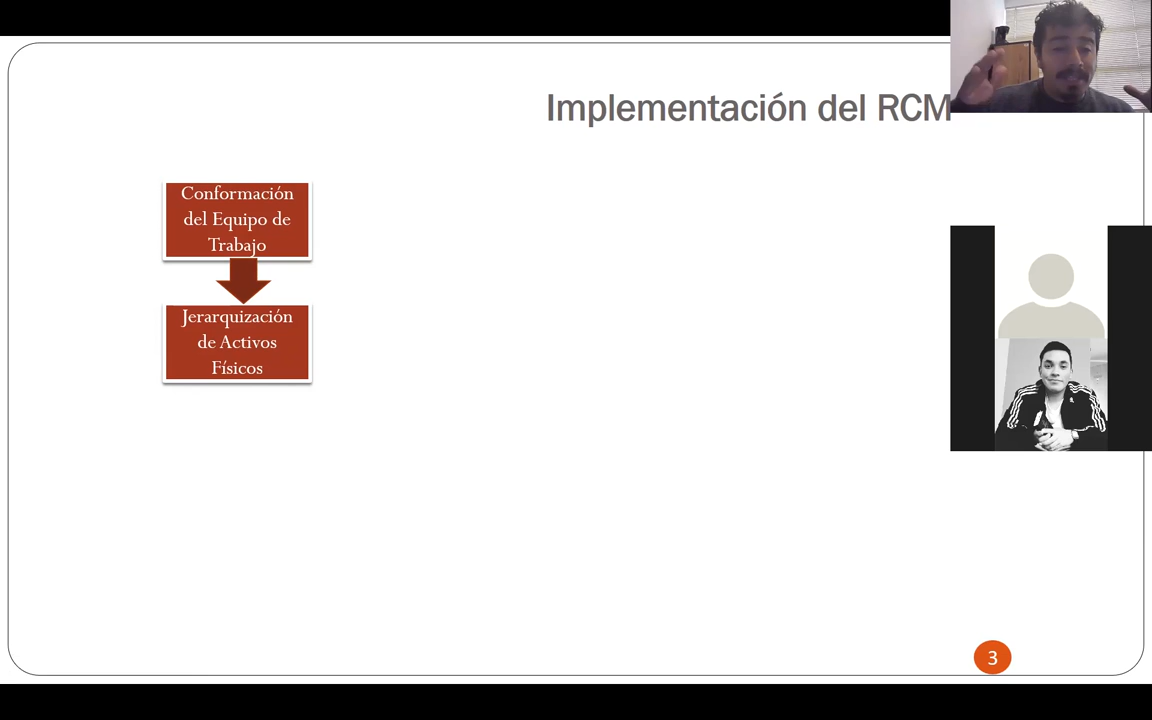 Implementación del RCM
Conformación
del Equipo de
Trabajo
Jerarquización
de Activos
Físicos
3